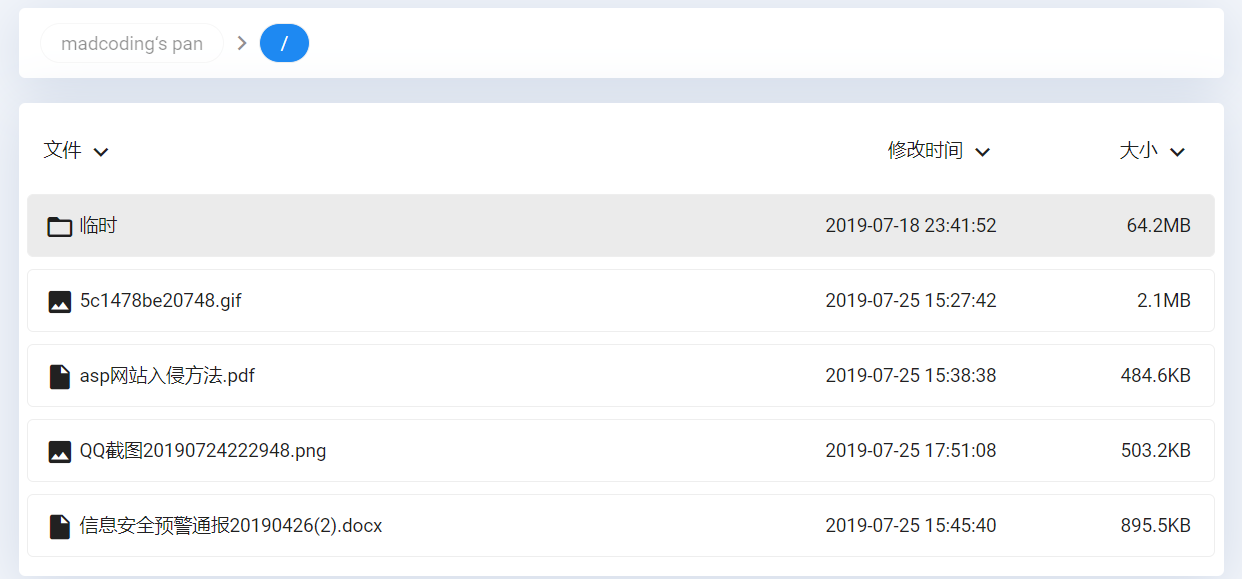 madcoding‘s pan > /
文件 修改时间 大小
临时 2019-07-18 23:41:52 64.2MB
5c1478be20748.gif 2019-07-25 15:27:42 2.1MB
asp网站入侵方法.pdf 2019-07-25 15:38:38 484.6KB
QQ截图20190724222948.png 2019-07-25 17:51:08 503.2KB
信息安全预警通报20190426(2).docx 2019-07-25 15:45:40 895.5KB